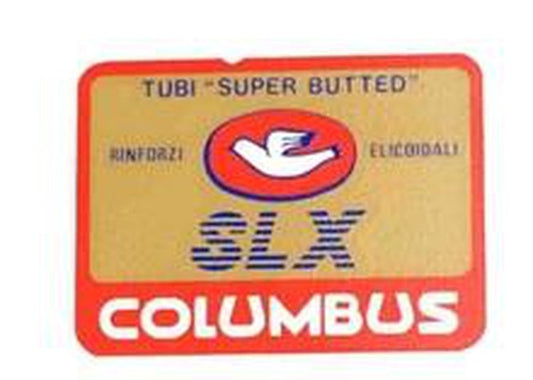 TUBI "SUPER BUTTED"
RINFORZI ELICOIDALI
SLX
COLUMBUS